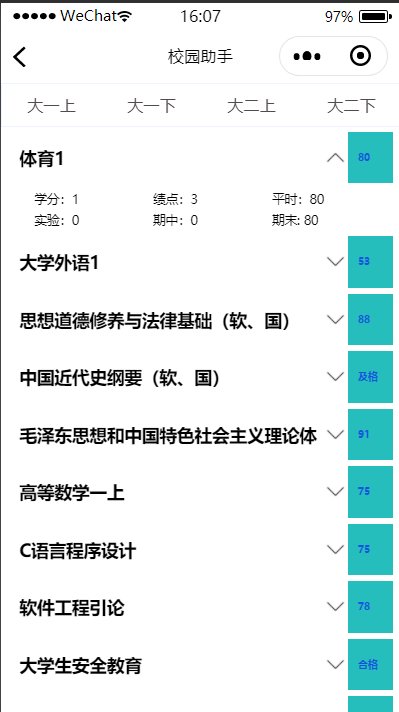 ●●●●● WeChat 16:07 97%
校园助手
大一上 大一下 大二上 大二下
体育1 80
学分：1 绩点：3 平时：80
实验：0 期中：0 期末: 80
大学外语1 53
思想道德修养与法律基础（软、国） 88
中国近代史纲要（软、国） 及格
毛泽东思想和中国特色社会主义理论体 91
高等数学一上 75
C语言程序设计 75
软件工程引论 78
大学生安全教育 合格